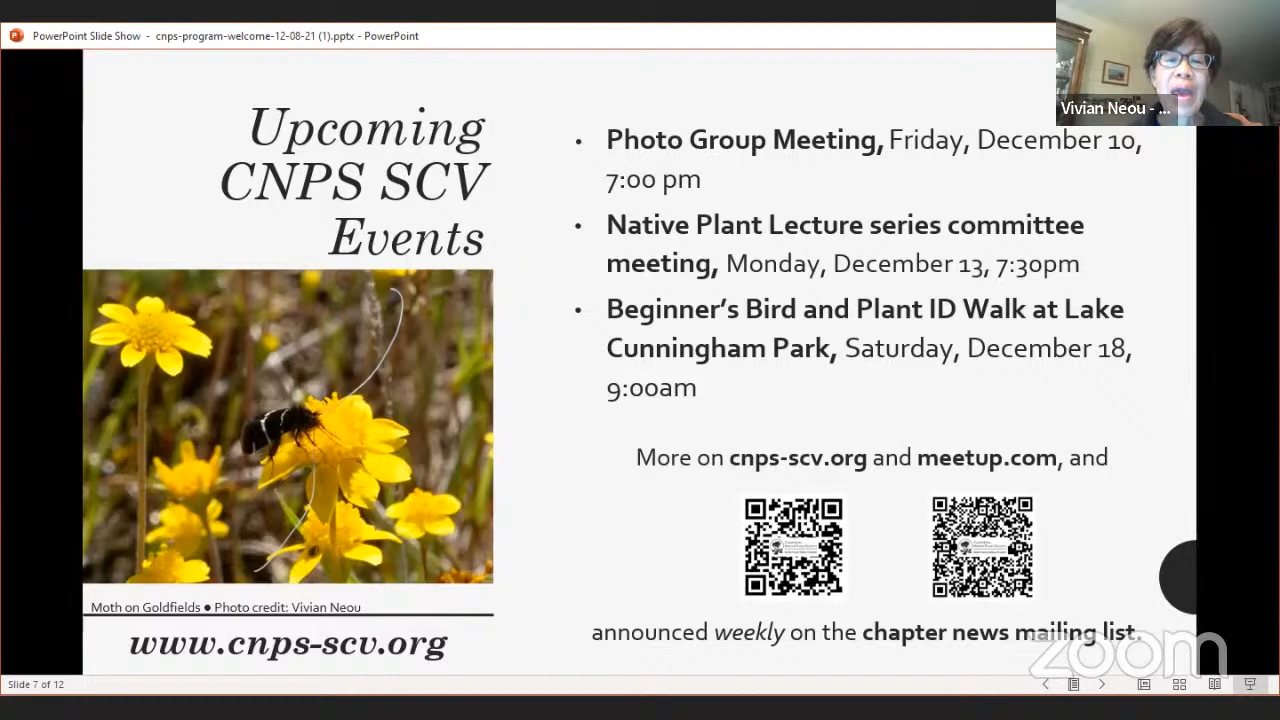 PowerPoint Slide Show - cnps-program-welcome-12-08-21 (1).pptx - PowerPoint
Vivian Neou - ...
Upcoming
CNPS SCV
Events
• Photo Group Meeting, Friday, December 10,
7:00 pm
• Native Plant Lecture series committee
meeting, Monday, December 13, 7:30pm
• Beginner's Bird and Plant ID Walk at Lake
Cunningham Park, Saturday, December 18,
9:00am
More on cnps-scv.org and meetup.com, and
announced weekly on the chapter news mailing list.
Moth on Goldfields ● Photo credit: Vivian Neou
www.cnps-scv.org
zoom
Slide 7 of 12